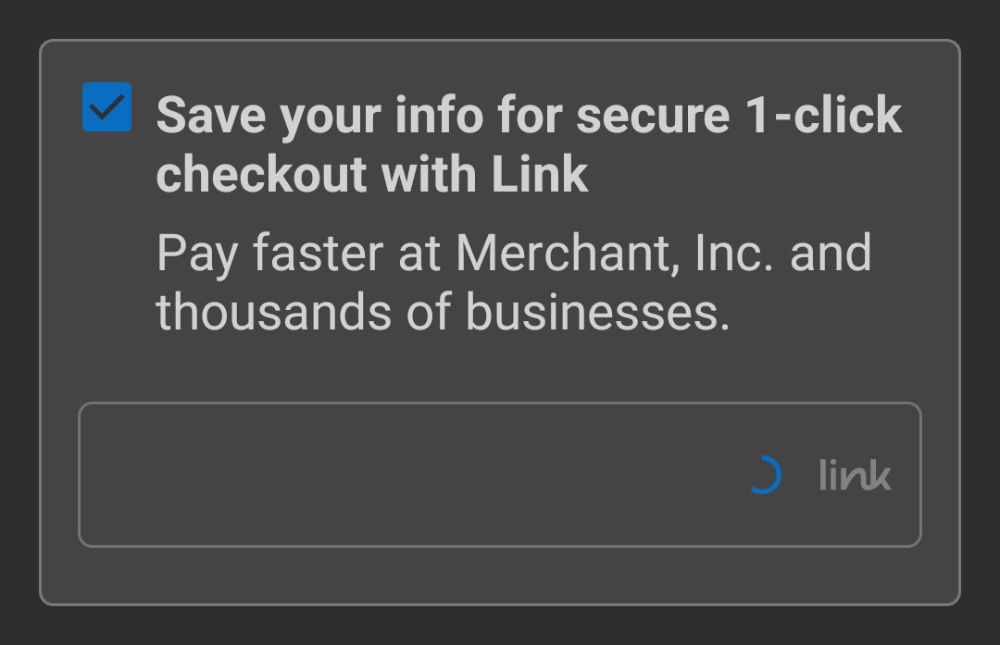 Save your info for secure 1-click
checkout with Link
Pay faster at Merchant, Inc. and
thousands of businesses.
link